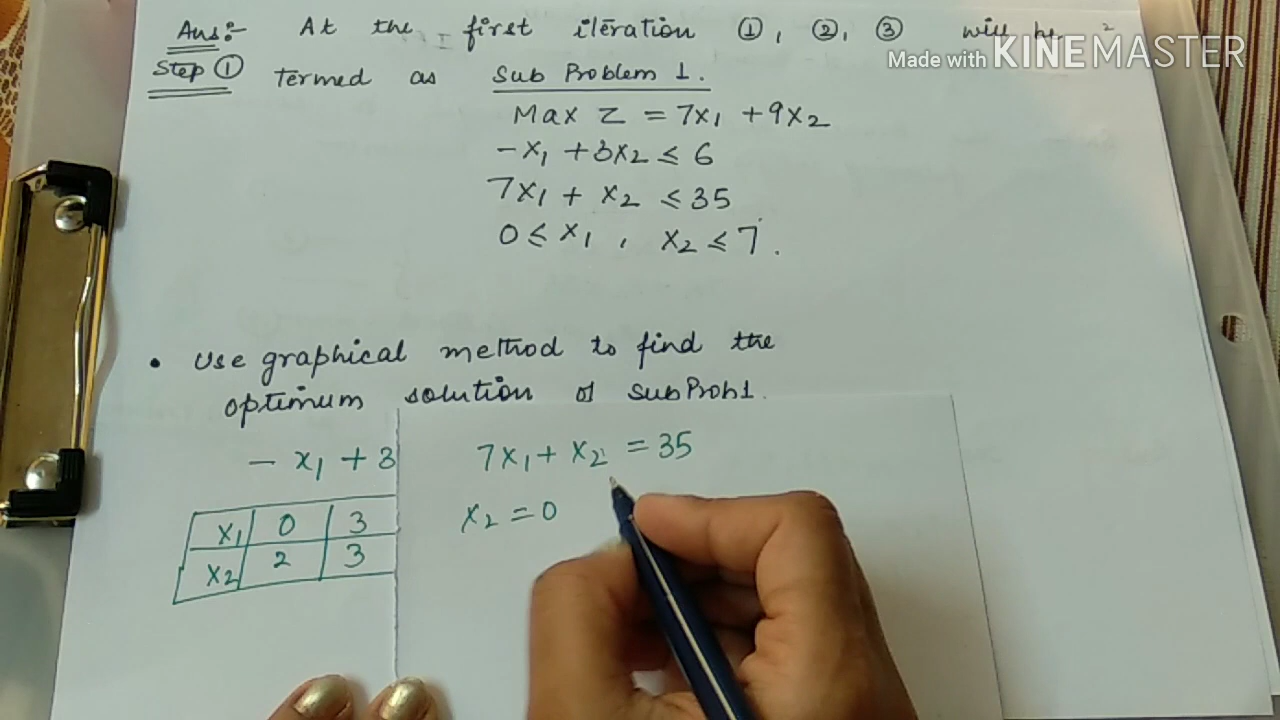 Ans:- At the first iteration ①, ②, ③ will be
Made with KINEMASTER
Step ① Termed as Sub Problem 1.
Max Z = 7x₁ + 9x₂
-x₁ + 3x₂ ≤ 6
7x₁ + x₂ ≤ 35
0 ≤ x₁ , x₂ ≤ 7.
• Use graphical method to find the
optimum solution of SubProb1.
- x₁ + 3
x₁ 0 3
x₂ 2 3
7x₁ + x₂ = 35
x₂ = 0